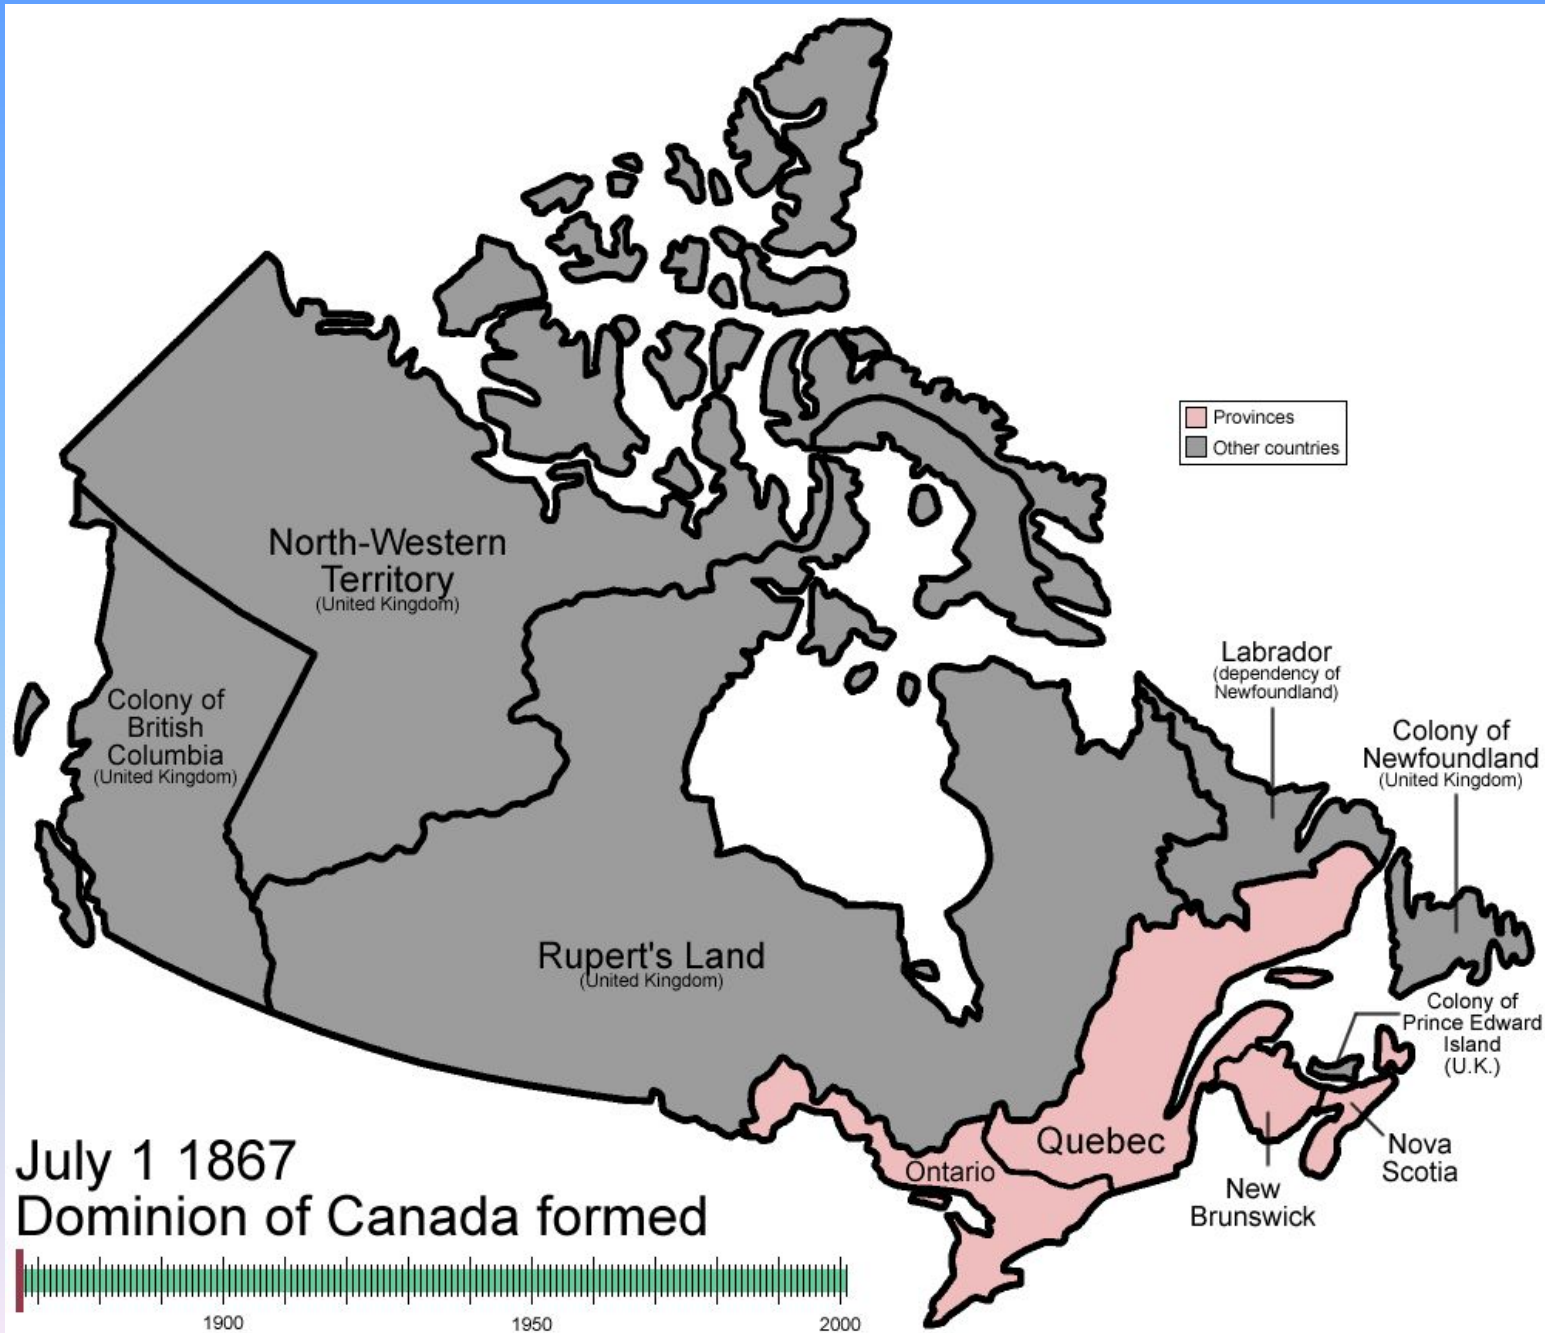 Provinces
Other countries
North-Western
Territory
(United Kingdom)
Labrador
(dependency of
Newfoundland)
Colony of
British
Columbia
(United Kingdom)
Colony of
Newfoundland
(United Kingdom)
Rupert's Land
(United Kingdom)
Colony of
Prince Edward
Island
(U.K.)
Quebec
Ontario
Nova
Scotia
New
Brunswick
July 1 1867
Dominion of Canada formed
1900
1950
2000